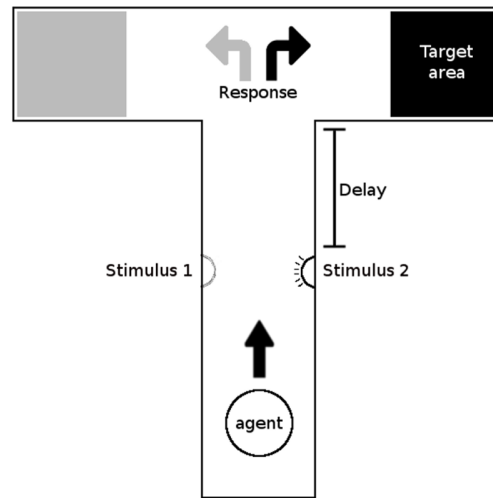 Target
area
Response
Delay
Stimulus 1
Stimulus 2
agent